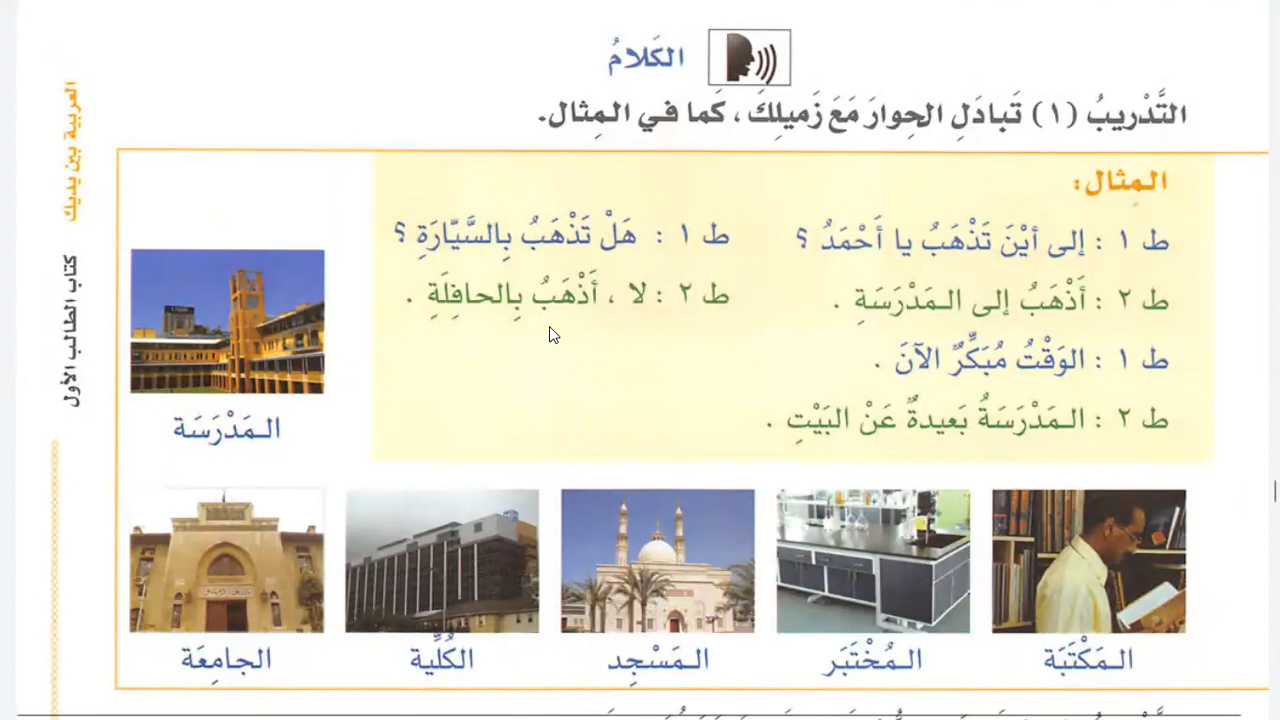 الكَلامُ
التَّدْريبُ (١) تَبادَلِ الحِوارَ مَعَ زَميلِكَ ، كَما في المِثال.
المِثال:
ط ١ : إلى أيْنَ تَذْهَبُ يا أَحْمَدُ ؟
ط ٢ : أَذْهَبُ إلى المَدْرَسَةِ .
ط ١ : الوَقْتُ مُبَكِّرٌ الآنَ .
ط ٢ : المَدْرَسَةُ بَعيدةٌ عَنْ البَيْتِ .
ط ١ : هَلْ تَذْهَبُ بِالسَّيّارَةِ ؟
ط ٢ : لا ، أَذْهَبُ بِالحافِلَةِ .
المَدْرَسَة
المَكْتَبَة
المُخْتَبَر
المَسْجِد
الكُلِّية
الجامِعَة
العربية بين يديك
كتاب الطالب الأول